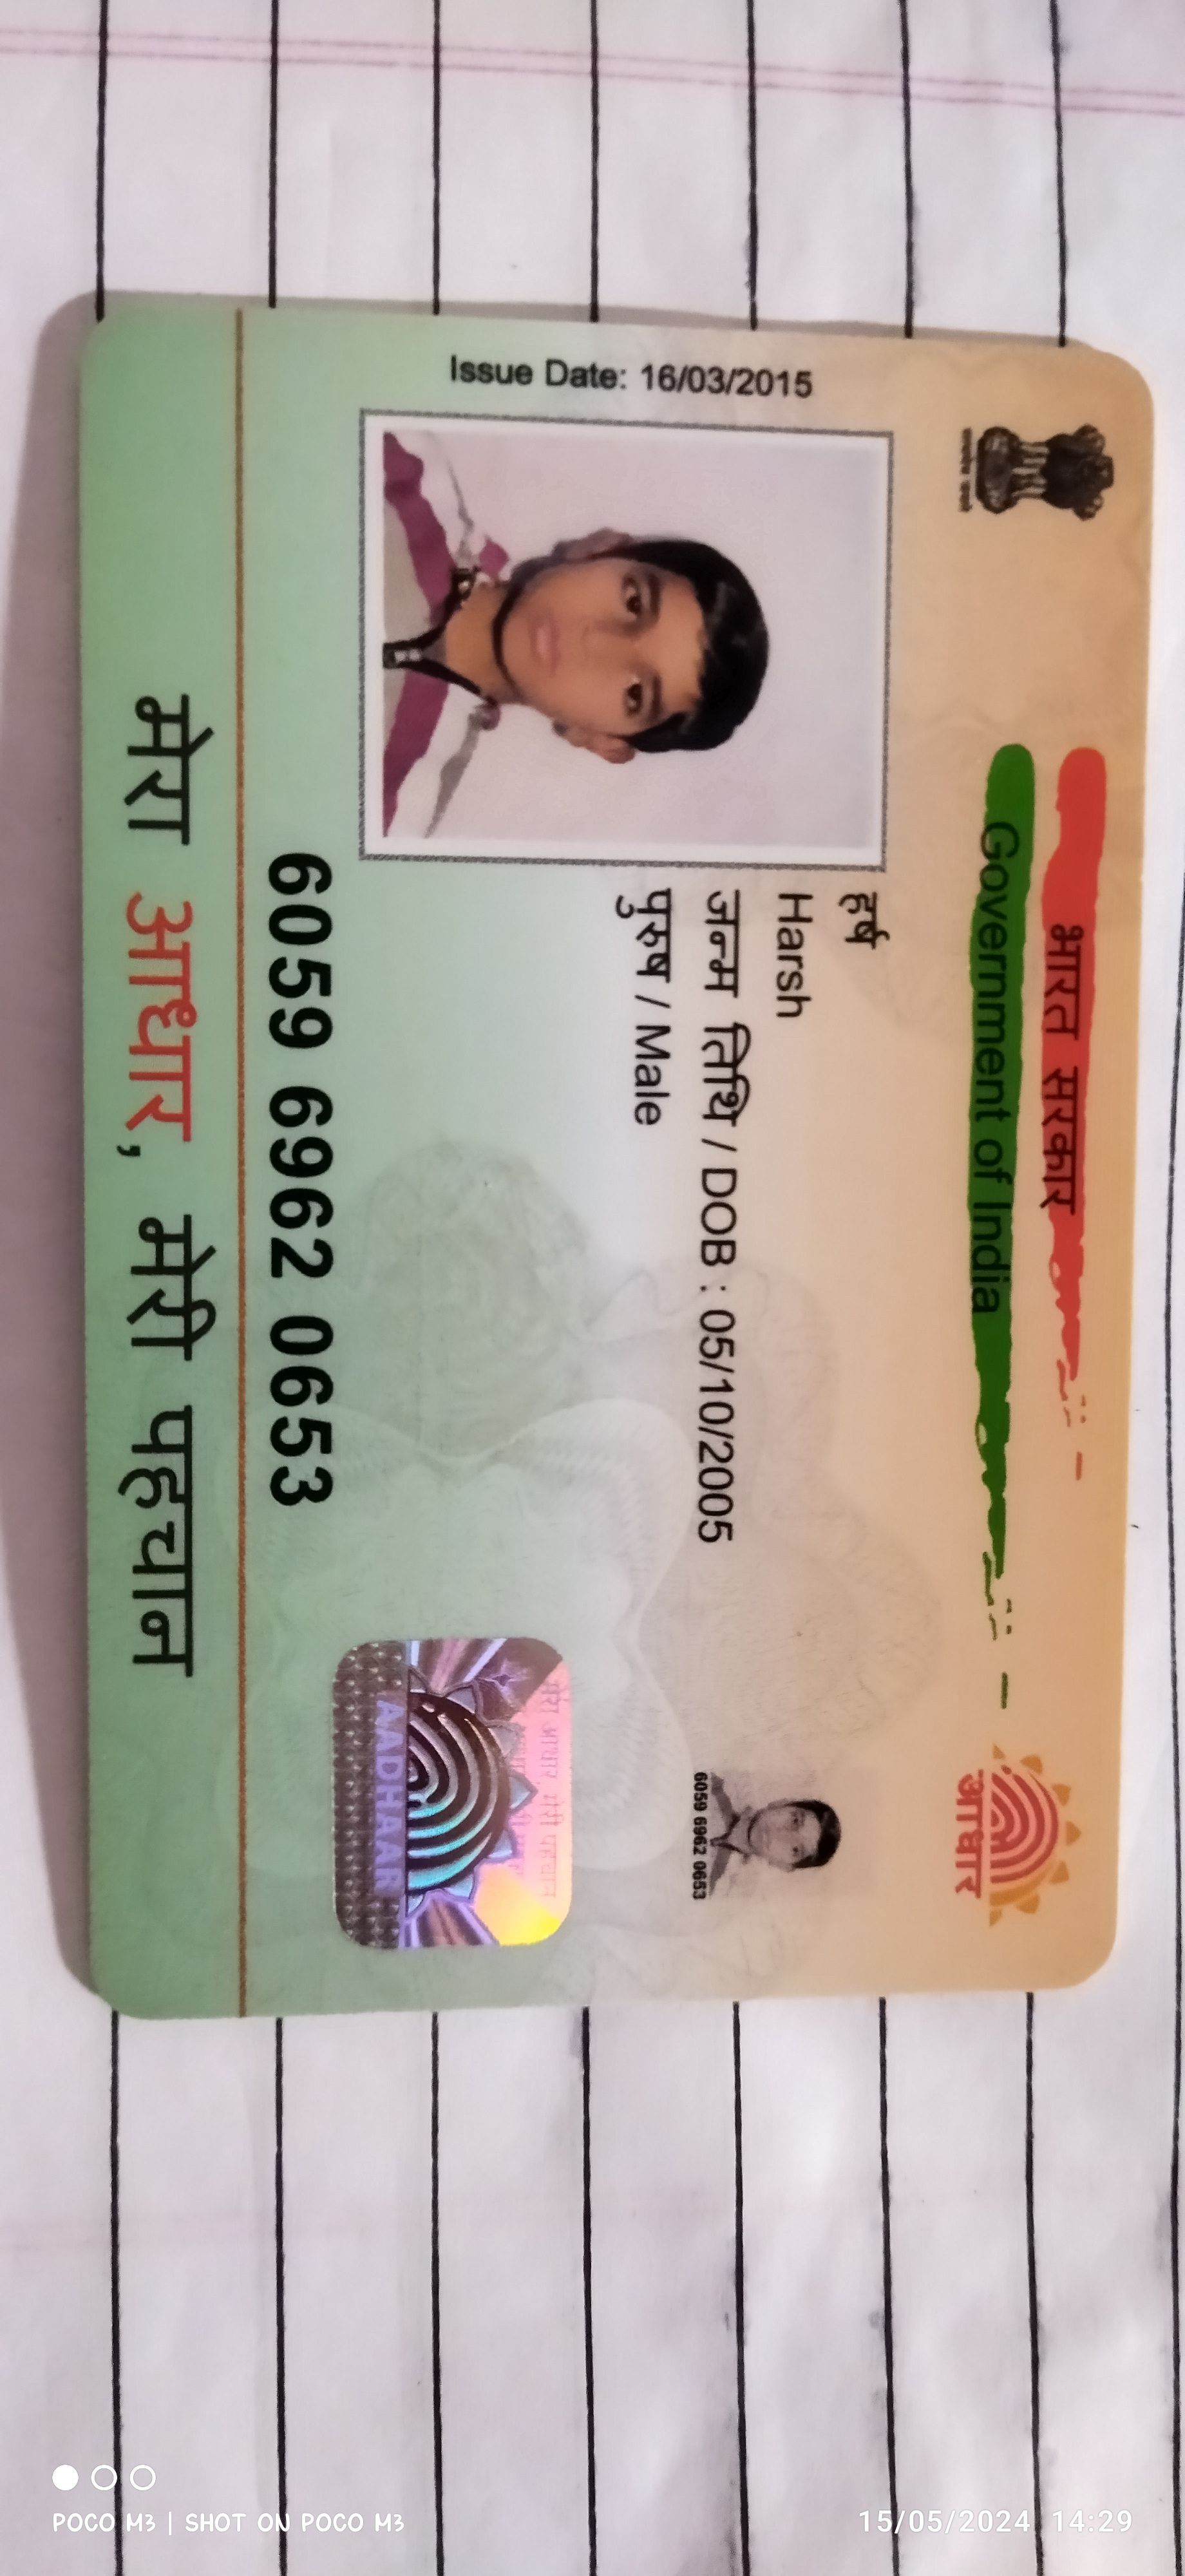 भारत सरकार
Government of India
आधार
Issue Date: 16/03/2015
हर्ष
Harsh
जन्म तिथि / DOB : 05/10/2005
पुरुष / Male
6059 6962 0653
AADHAAR
6059 6962 0653
मेरा आधार, मेरी पहचान
POCO M3 | SHOT ON POCO M3
15/05/2024 14:29